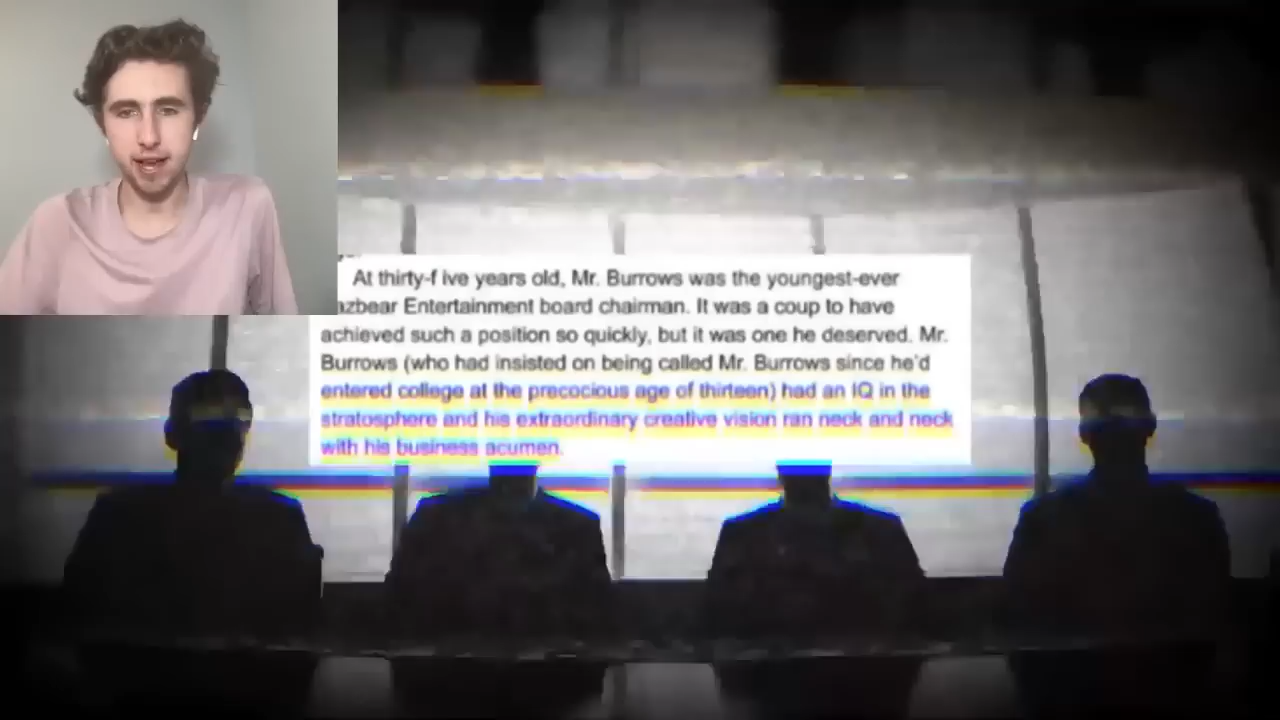 At thirty-f ive years old, Mr. Burrows was the youngest-ever
azbear Entertainment board chairman. It was a coup to have
achieved such a position so quickly, but it was one he deserved. Mr.
Burrows (who had insisted on being called Mr. Burrows since he'd
entered college at the precocious age of thirteen) had an IQ in the
stratosphere and his extraordinary creative vision ran neck and neck
with his business acumen.